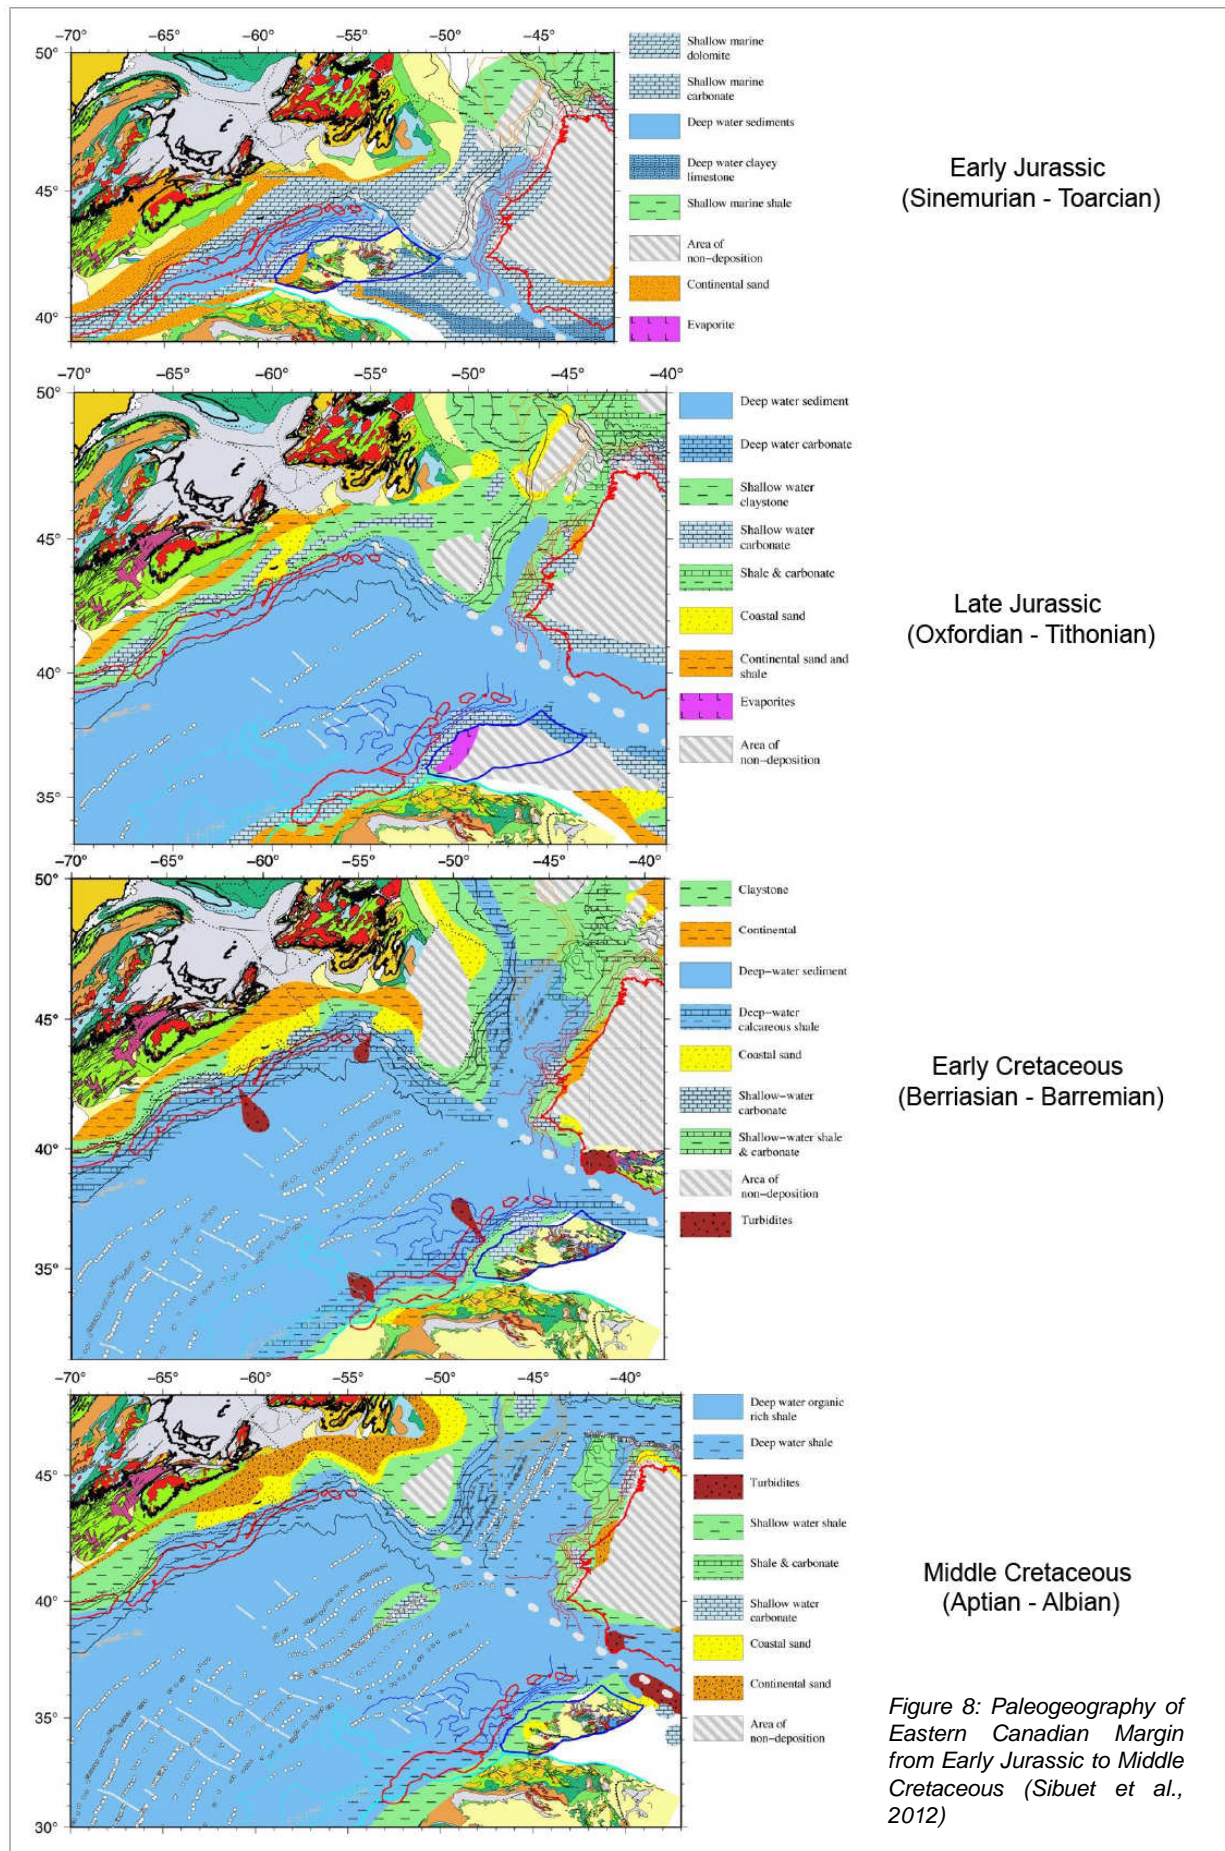 −70° −65° −60° −55° −50° −45°
50°
45°
40°
Shallow marine
dolomite
Shallow marine
carbonate
Deep water sediments
Deep water clayey
limestone
Shallow marine shale
Area of
non−deposition
Continental sand
Evaporite
Early Jurassic
(Sinemurian - Toarcian)
−70° −65° −60° −55° −50° −45° −40°
50°
45°
40°
35°
Deep water sediment
Deep water carbonate
Shallow water
claystone
Shallow water
carbonate
Shale & carbonate
Coastal sand
Continental sand and
shale
Evaporites
Area of
non−deposition
Late Jurassic
(Oxfordian - Tithonian)
−70° −65° −60° −55° −50° −45° −40°
50°
45°
40°
35°
Claystone
Continental
Deep−water sediment
Deep−water
calcareous shale
Coastal sand
Shallow−water
carbonate
Shallow−water shale
& carbonate
Area of
non−deposition
Turbidites
Early Cretaceous
(Berriasian - Barremian)
−70° −65° −60° −55° −50° −45° −40°
45°
40°
35°
30°
Deep water organic
rich shale
Deep water shale
Turbidites
Shallow water shale
Shale & carbonate
Shallow water
carbonate
Coastal sand
Continental sand
Area of
non−deposition
Middle Cretaceous
(Aptian - Albian)
Figure 8: Paleogeography of
Eastern Canadian Margin
from Early Jurassic to Middle
Cretaceous (Sibuet et al.,
2012)